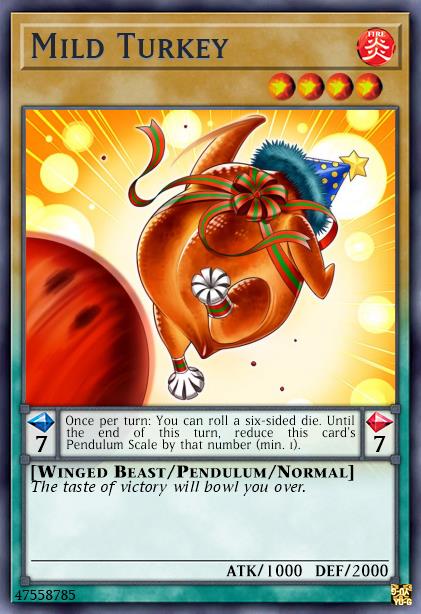 Mild Turkey
FIRE
炎
Once per turn: You can roll a six-sided die. Until
the end of this turn, reduce this card's
Pendulum Scale by that number (min. 1).
7
7
[Winged Beast/Pendulum/Normal]
The taste of victory will bowl you over.
ATK/1000 DEF/2000
47558785